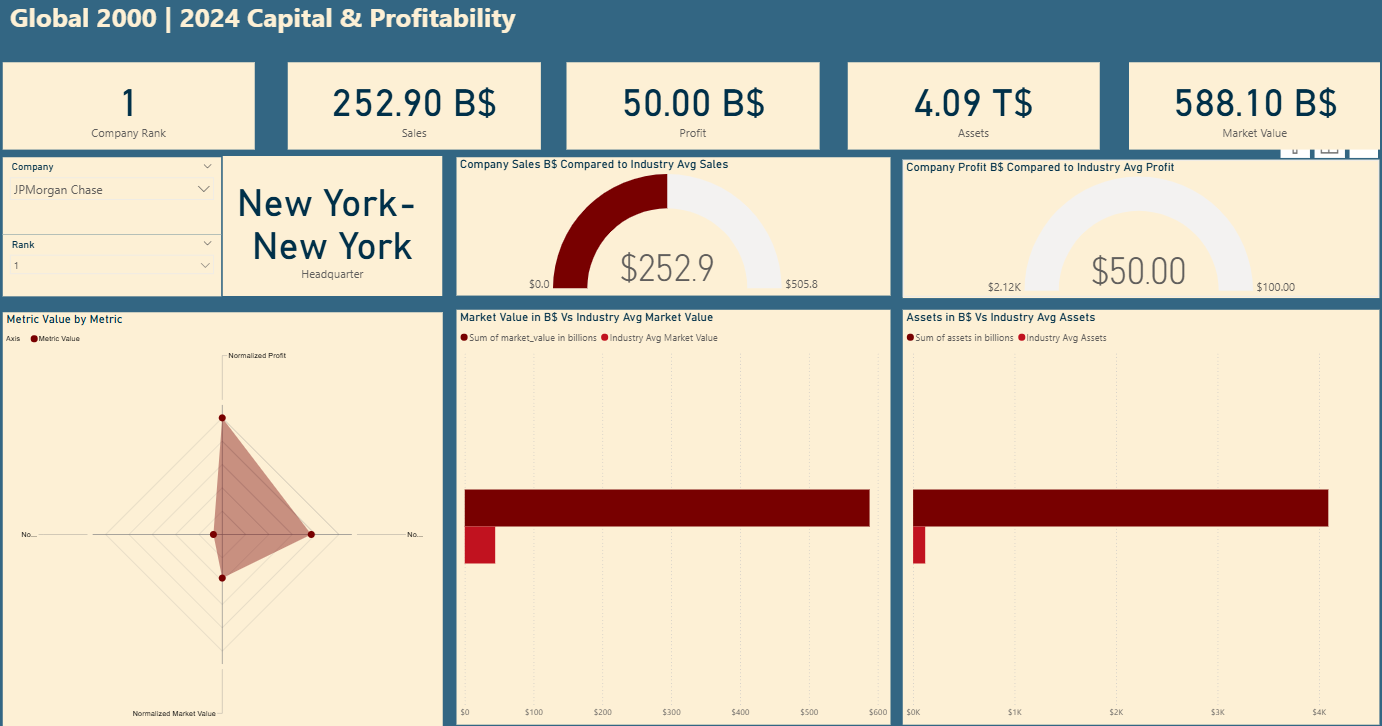 Global 2000 | 2024 Capital & Profitability
1
Company Rank
252.90 B$
Sales
50.00 B$
Profit
4.09 T$
Assets
588.10 B$
Market Value
Company
JPMorgan Chase
Rank
1
New York-
New York
Headquarter
Company Sales B$ Compared to Industry Avg Sales
$252.9
$0.0
$505.8
Company Profit B$ Compared to Industry Avg Profit
$50.00
$2.12K
$100.00
Metric Value by Metric
Axis Metric Value
Normalized Profit
No...
No...
Normalized Market Value
Market Value in B$ Vs Industry Avg Market Value
Sum of market_value in billions Industry Avg Market Value
$0 $100 $200 $300 $400 $500 $600
Assets in B$ Vs Industry Avg Assets
Sum of assets in billions Industry Avg Assets
$0K $1K $2K $3K $4K